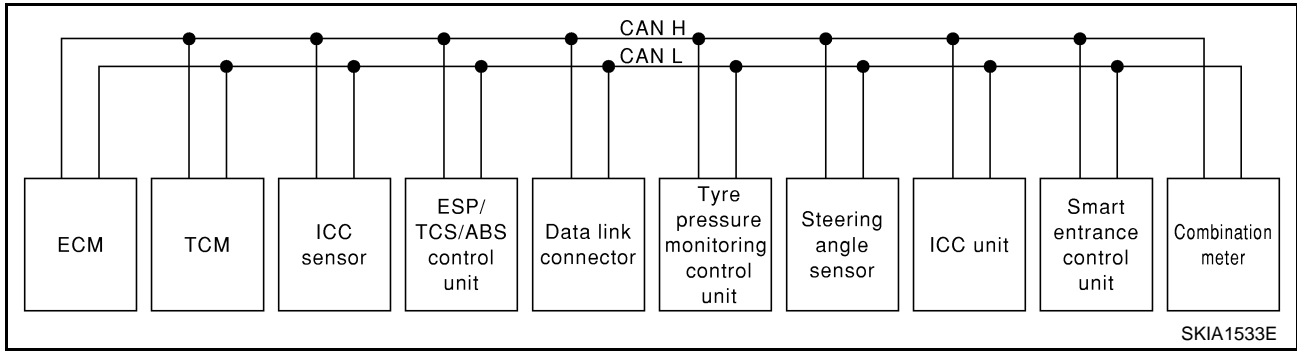 CAN H
CAN L
ECM
TCM
ICC
sensor
ESP/
TCS/ABS
control
unit
Data link
connector
Tyre
pressure
monitoring
control
unit
Steering
angle
sensor
ICC unit
Smart
entrance
control
unit
Combination
meter
SKIA1533E